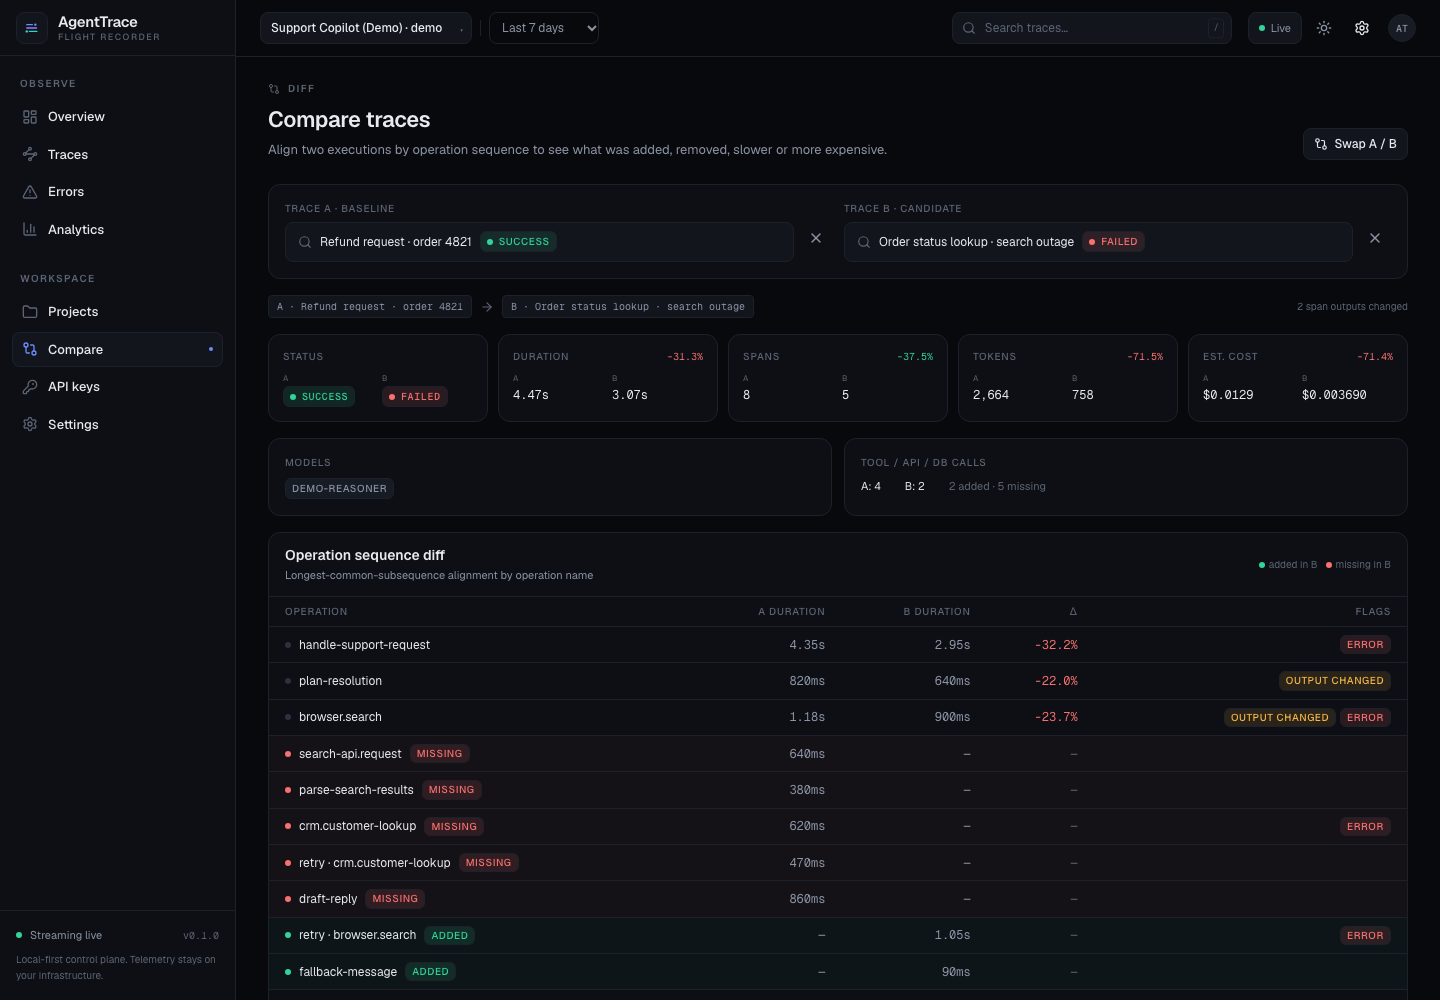 AgentTrace
FLIGHT RECORDER
OBSERVE
Overview
Traces
Errors
Analytics
WORKSPACE
Projects
Compare
API keys
Settings
Streaming live v0.1.0
Local-first control plane. Telemetry stays on
your infrastructure.
Support Copilot (Demo) · demo
Last 7 days
Search traces… /
Live
AT
DIFF
Compare traces
Align two executions by operation sequence to see what was added, removed, slower or more expensive.
Swap A / B
TRACE A · BASELINE TRACE B · CANDIDATE
Refund request · order 4821 SUCCESS Order status lookup · search outage FAILED
A · Refund request · order 4821 → B · Order status lookup · search outage 2 span outputs changed
STATUS DURATION -31.3% SPANS -37.5% TOKENS -71.5% EST. COST -71.4%
A B A B A B A B A B
SUCCESS FAILED 4.47s 3.07s 8 5 2,664 758 $0.0129 $0.003690
MODELS
DEMO-REASONER
TOOL / API / DB CALLS
A: 4 B: 2 2 added · 5 missing
Operation sequence diff
Longest-common-subsequence alignment by operation name
added in B missing in B
OPERATION A DURATION B DURATION Δ FLAGS
handle-support-request 4.35s 2.95s -32.2% ERROR
plan-resolution 820ms 640ms -22.0% OUTPUT CHANGED
browser.search 1.18s 900ms -23.7% OUTPUT CHANGED ERROR
search-api.request MISSING 640ms — —
parse-search-results MISSING 380ms — —
crm.customer-lookup MISSING 620ms — — ERROR
retry · crm.customer-lookup MISSING 470ms — —
draft-reply MISSING 860ms — —
retry · browser.search ADDED — 1.05s — ERROR
fallback-message ADDED — 90ms —